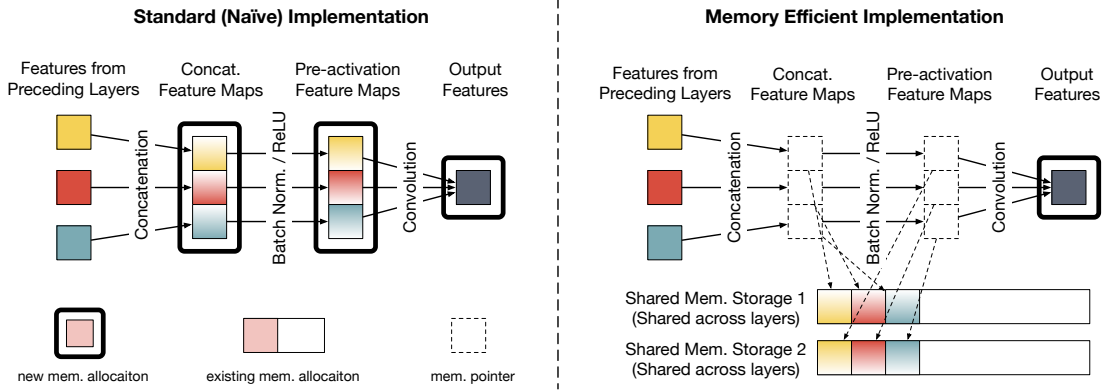 Standard (Naïve) Implementation
Features from
Preceding Layers
Concat.
Feature Maps
Pre-activation
Feature Maps
Output
Features
Concatenation
Batch Norm. / ReLU
Convolution
new mem. allocaiton
existing mem. allocaiton
mem. pointer
Memory Efficient Implementation
Features from
Preceding Layers
Concat.
Feature Maps
Pre-activation
Feature Maps
Output
Features
Concatenation
Batch Norm. / ReLU
Convolution
Shared Mem. Storage 1
(Shared across layers)
Shared Mem. Storage 2
(Shared across layers)